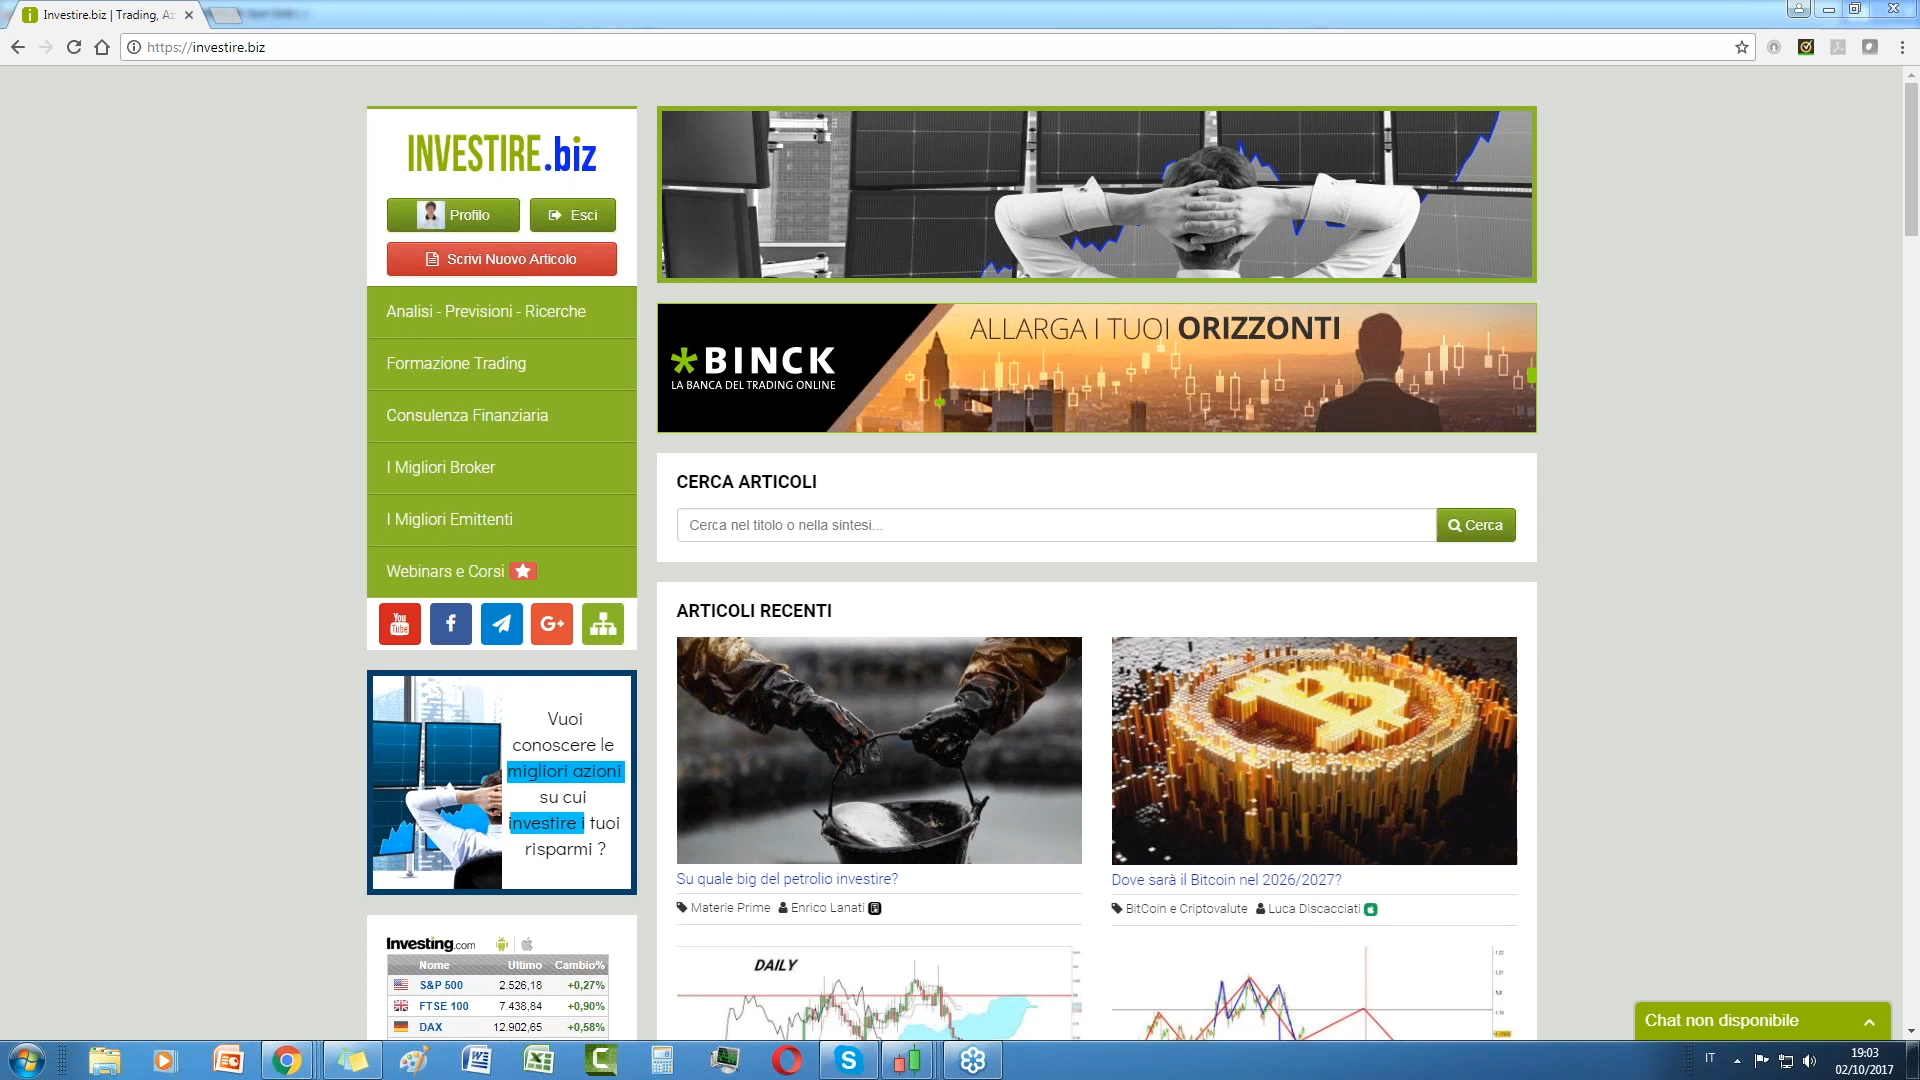 Investire.biz | Trading, Az
https://investire.biz
INVESTIRE.biz
Profilo
Esci
Scrivi Nuovo Articolo
Analisi - Previsioni - Ricerche
Formazione Trading
Consulenza Finanziaria
I Migliori Broker
I Migliori Emittenti
Webinars e Corsi
You
Tube
f
G+
Vuoi
conoscere le
migliori azioni
su cui
investire i tuoi
risparmi ?
Investing.com
Nome Ultimo Cambio%
S&P 500 2.526,18 +0,27%
FTSE 100 7.438,84 +0,90%
DAX 12.902,65 +0,58%
ALLARGA I TUOI ORIZZONTI
BINCK
LA BANCA DEL TRADING ONLINE
CERCA ARTICOLI
Cerca nel titolo o nella sintesi...
Cerca
ARTICOLI RECENTI
Su quale big del petrolio investire?
Materie Prime Enrico Lanati
Dove sarà il Bitcoin nel 2026/2027?
BitCoin e Criptovalute Luca Discacciati
DAILY
Chat non disponibile
IT
19:03
02/10/2017